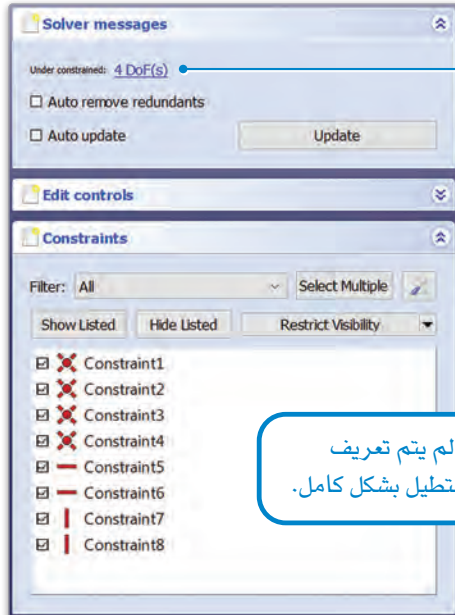 Solver messages
Under constrained: 4 DoF(s)
Auto remove redundants
Auto update
Update
Edit controls
Constraints
Filter: All
Select Multiple
Show Listed
Hide Listed
Restrict Visibility
Constraint1
Constraint2
Constraint3
Constraint4
Constraint5
Constraint6
Constraint7
Constraint8
لم يتم تعريف
بشكل كامل.